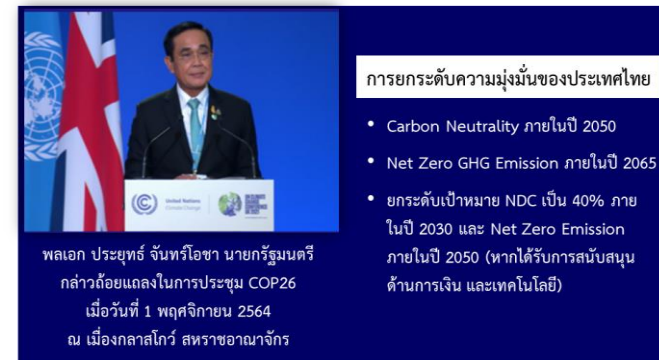 United Nations
Climate Change
UN CLIMATE
CHANGE
CONFERENCE
UK 2021
พลเอก ประยุทธ์ จันทร์โอชา นายกรัฐมนตรี
กล่าวถ้อยแถลงในการประชุม COP26
เมื่อวันที่ 1 พฤศจิกายน 2564
ณ เมืองกลาสโกว์ สหราชอาณาจักร
การยกระดับความมุ่งมั่นของประเทศไทย
• Carbon Neutrality ภายในปี 2050
• Net Zero GHG Emission ภายในปี 2065
• ยกระดับเป้าหมาย NDC เป็น 40% ภาย
ในปี 2030 และ Net Zero Emission
ภายในปี 2050 (หากได้รับการสนับสนุน
ด้านการเงิน และเทคโนโลยี)